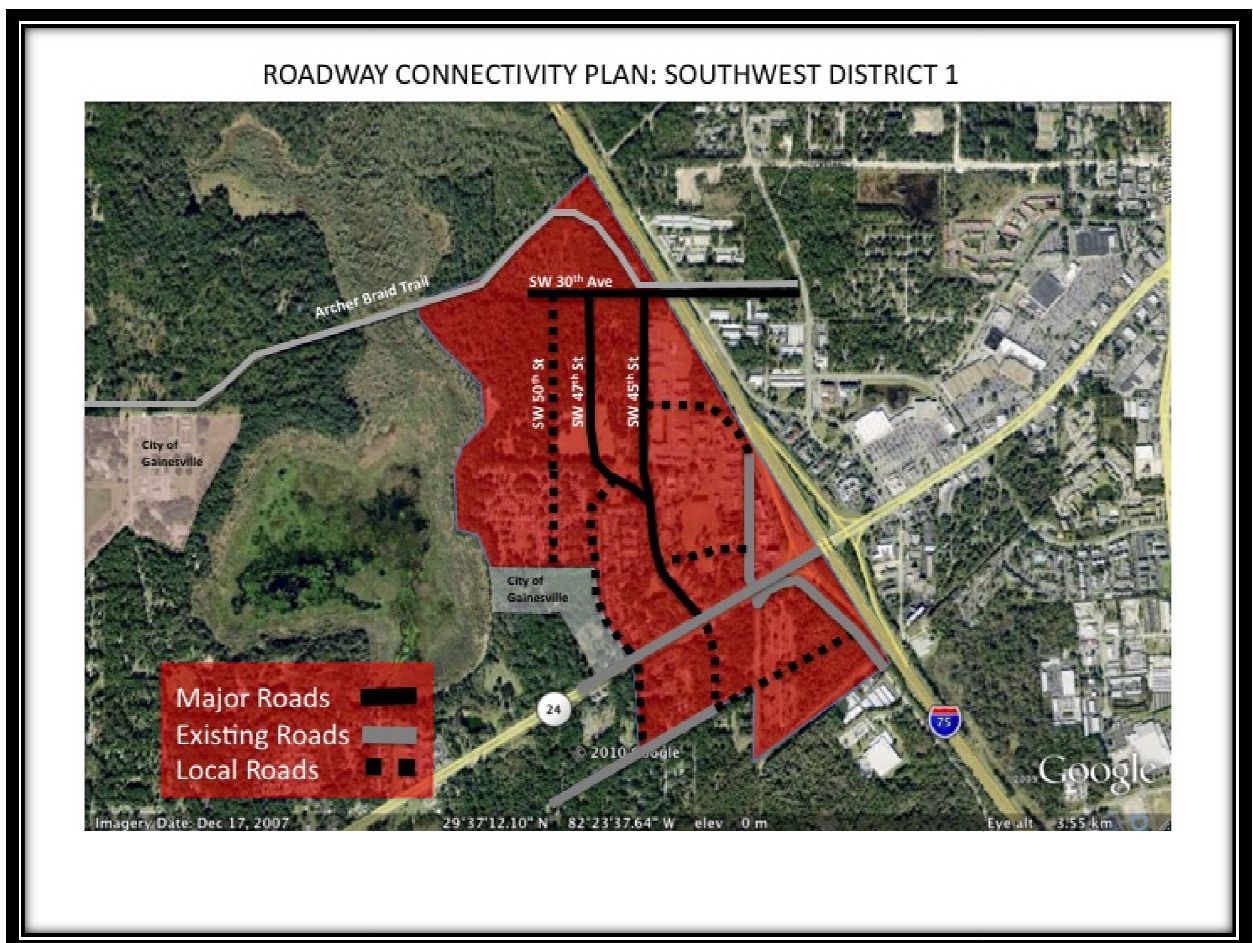 ROADWAY CONNECTIVITY PLAN: SOUTHWEST DISTRICT 1
Archer Braid Trail
SW 30th Ave
SW 50th St
SW 47th St
SW 45th St
City of
Gainesville
City of
Gainesville
Major Roads
Existing Roads
Local Roads
24
75
© 2010 Google
Google
Imagery Date: Dec 17, 2007
29°37'12.10" N 82°23'37.64" W elev 0 m
Eye alt 3.55 km